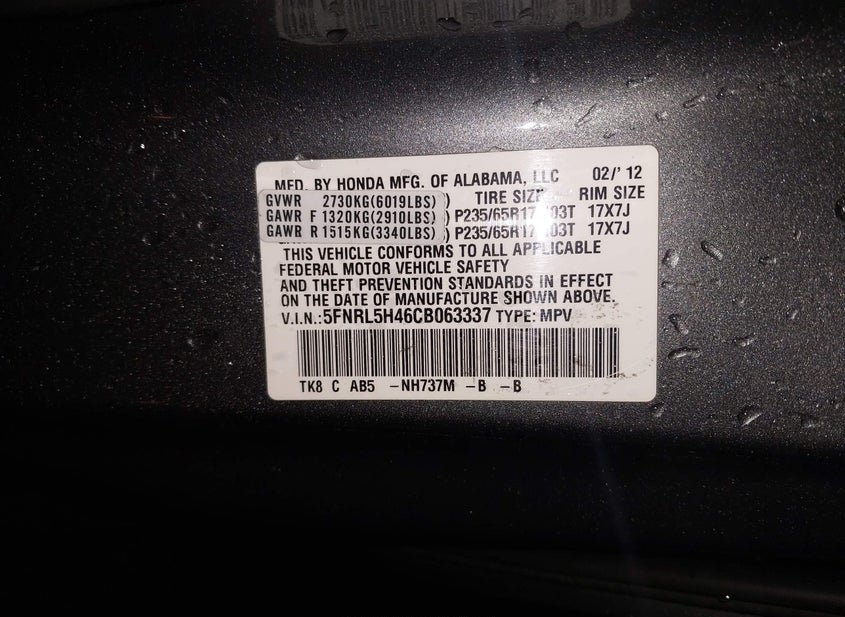 MFD. BY HONDA MFG. OF ALABAMA, LLC 02/' 12
GVWR 2730KG(6019LBS) TIRE SIZE RIM SIZE
GAWR F 1320KG(2910LBS) P235/65R17 103T 17X7J
GAWR R 1515KG(3340LBS) P235/65R17 103T 17X7J
THIS VEHICLE CONFORMS TO ALL APPLICABLE
FEDERAL MOTOR VEHICLE SAFETY
AND THEFT PREVENTION STANDARDS IN EFFECT
ON THE DATE OF MANUFACTURE SHOWN ABOVE.
V.I.N.:5FNRL5H46CB063337 TYPE: MPV
TK8 C AB5 -NH737M -B -B